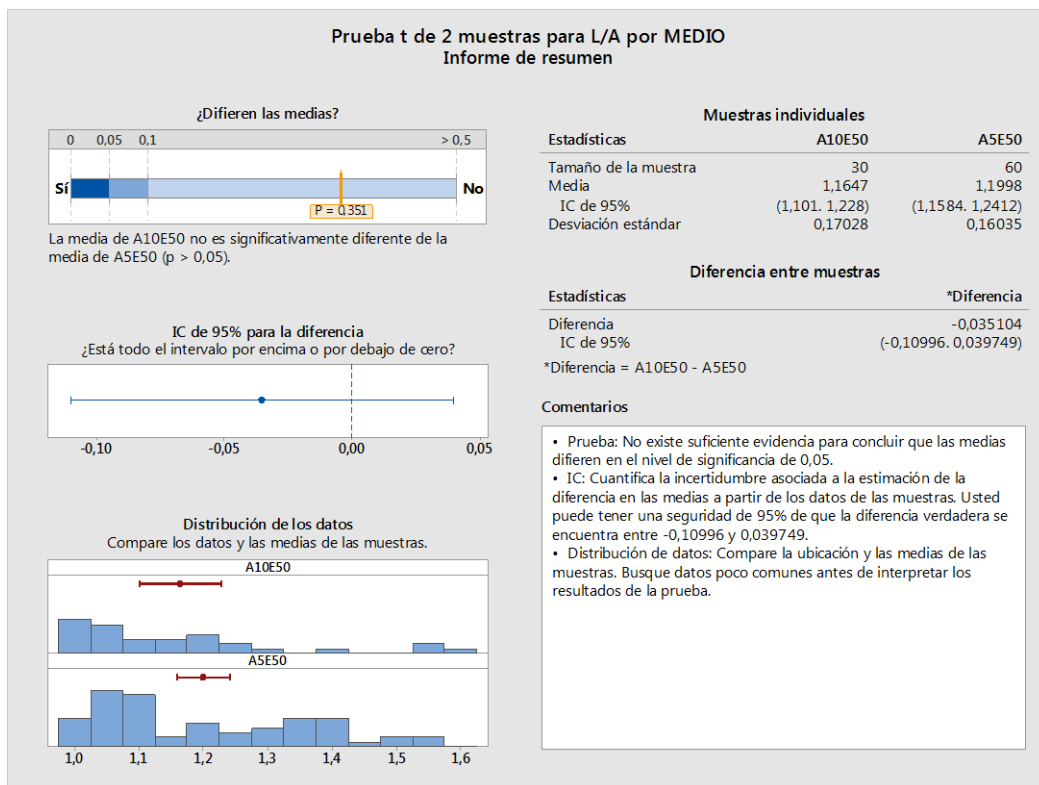 Prueba t de 2 muestras para L/A por MEDIO
Informe de resumen
¿Difieren las medias?
0 0,05 0,1 > 0,5
Sí No
P = 0,351
La media de A10E50 no es significativamente diferente de la
media de A5E50 (p > 0,05).
IC de 95% para la diferencia
¿Está todo el intervalo por encima o por debajo de cero?
-0,10 -0,05 0,00 0,05
Distribución de los datos
Compare los datos y las medias de las muestras.
A10E50
A5E50
1,0 1,1 1,2 1,3 1,4 1,5 1,6
Muestras individuales
Estadísticas A10E50 A5E50
Tamaño de la muestra 30 60
Media 1,1647 1,1998
IC de 95% (1,101. 1,228) (1,1584. 1,2412)
Desviación estándar 0,17028 0,16035
Diferencia entre muestras
Estadísticas *Diferencia
Diferencia -0,035104
IC de 95% (-0,10996. 0,039749)
*Diferencia = A10E50 - A5E50
Comentarios
• Prueba: No existe suficiente evidencia para concluir que las medias
difieren en el nivel de significancia de 0,05.
• IC: Cuantifica la incertidumbre asociada a la estimación de la
diferencia en las medias a partir de los datos de las muestras. Usted
puede tener una seguridad de 95% de que la diferencia verdadera se
encuentra entre -0,10996 y 0,039749.
• Distribución de datos: Compare la ubicación y las medias de las
muestras. Busque datos poco comunes antes de interpretar los
resultados de la prueba.